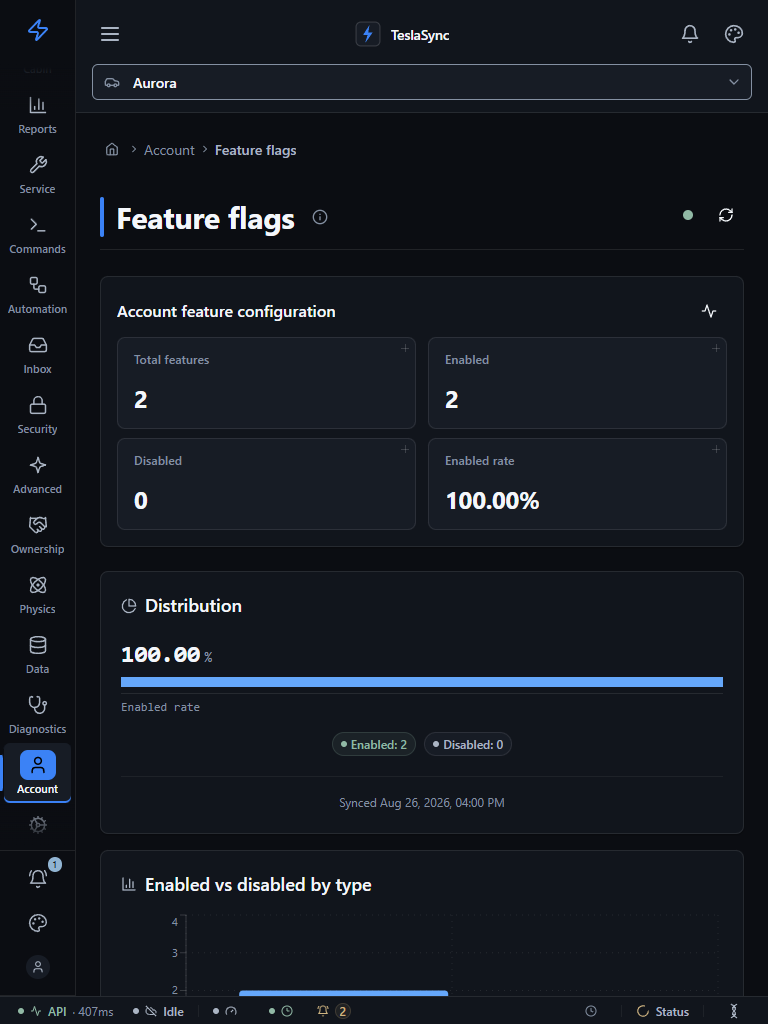 TeslaSync
Aurora
Reports
Service
Commands
Automation
Inbox
Security
Advanced
Ownership
Physics
Data
Diagnostics
Account
1
Account
Feature flags
Feature flags
Account feature configuration
Total features
2
Enabled
2
Disabled
0
Enabled rate
100.00%
Distribution
100.00 %
Enabled rate
Enabled: 2
Disabled: 0
Synced Aug 26, 2026, 04:00 PM
Enabled vs disabled by type
4
3
2
API · 407ms
Idle
2
Status